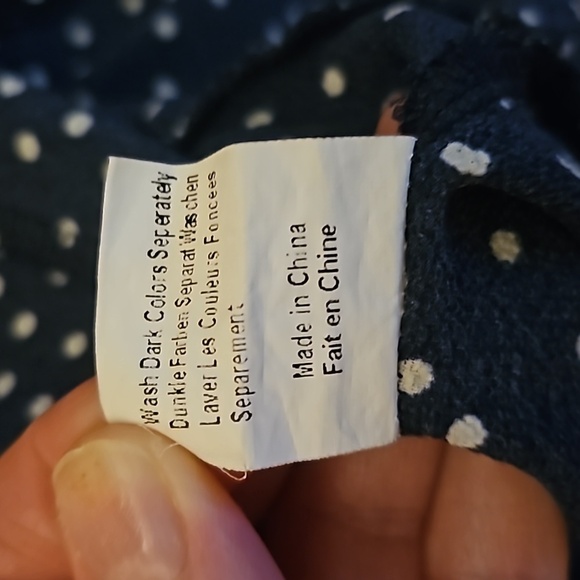 Wash Dark Colors Seperately
Dunkle Farben Separat Waschen
Laver Les Couleurs Foncees
Separement
Made in China
Fait en Chine